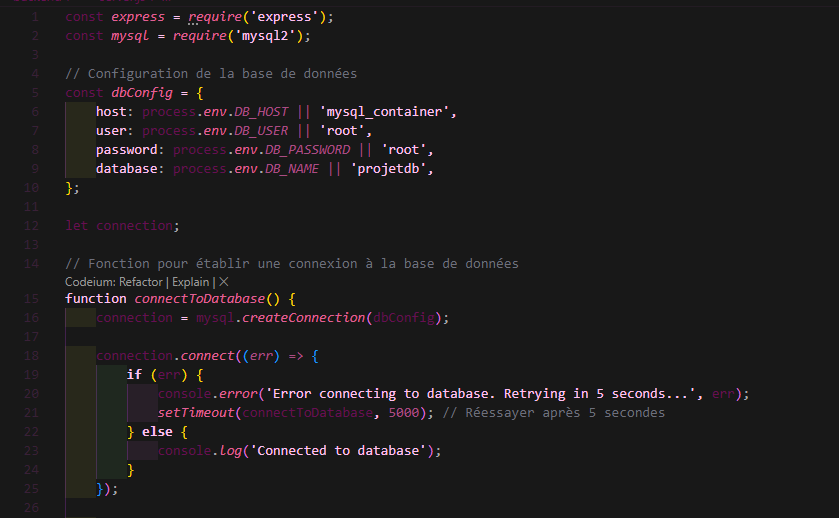 1 const express = require('express');
2 const mysql = require('mysql2');
3
4 // Configuration de la base de données
5 const dbConfig = {
6 host: process.env.DB_HOST || 'mysql_container',
7 user: process.env.DB_USER || 'root',
8 password: process.env.DB_PASSWORD || 'root',
9 database: process.env.DB_NAME || 'projetdb',
10 };
11
12 let connection;
13
14 // Fonction pour établir une connexion à la base de données
Codeium: Refactor | Explain | ×
15 function connectToDatabase() {
16 connection = mysql.createConnection(dbConfig);
17
18 connection.connect((err) => {
19 if (err) {
20 console.error('Error connecting to database. Retrying in 5 seconds...', err);
21 setTimeout(connectToDatabase, 5000); // Réessayer après 5 secondes
22 } else {
23 console.log('Connected to database');
24 }
25 });
26